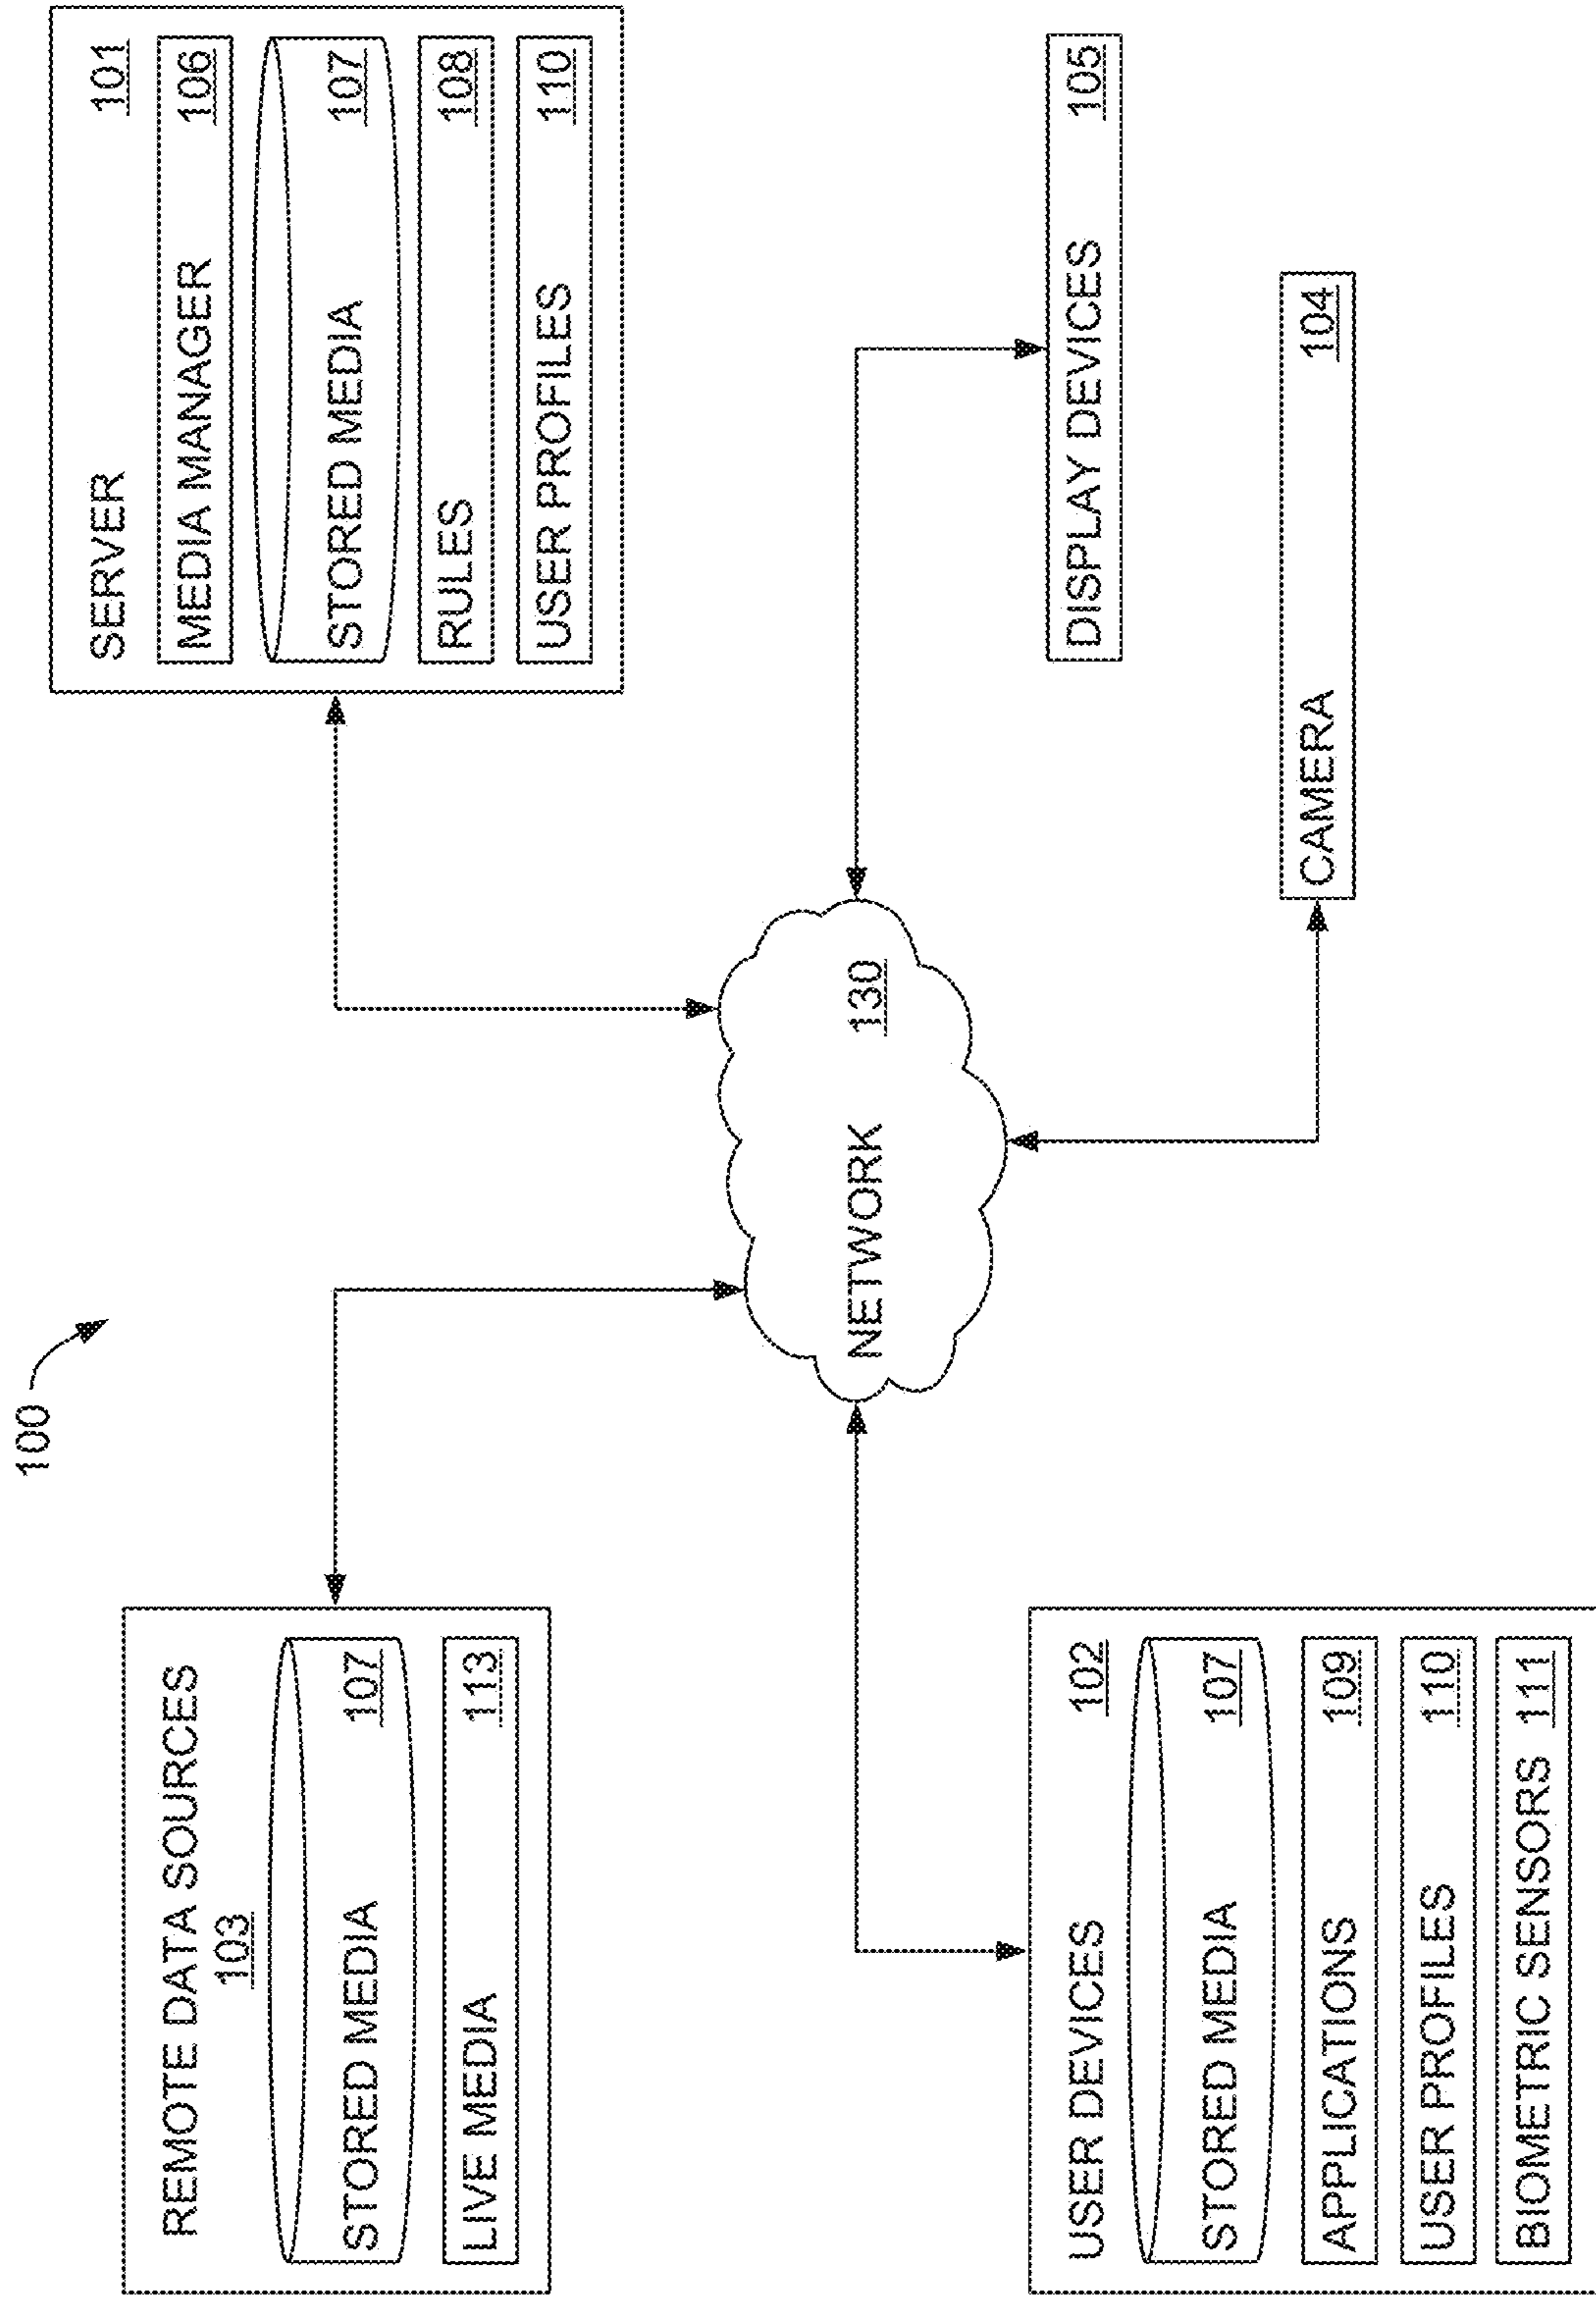 100
REMOTE DATA SOURCES
103
STORED MEDIA 107
LIVE MEDIA 113
SERVER 101
MEDIA MANAGER 106
STORED MEDIA 107
RULES 108
USER PROFILES 110
NETWORK 130
USER DEVICES 102
STORED MEDIA 107
APPLICATIONS 109
USER PROFILES 110
BIOMETRIC SENSORS 111
DISPLAY DEVICES 105
CAMERA 104